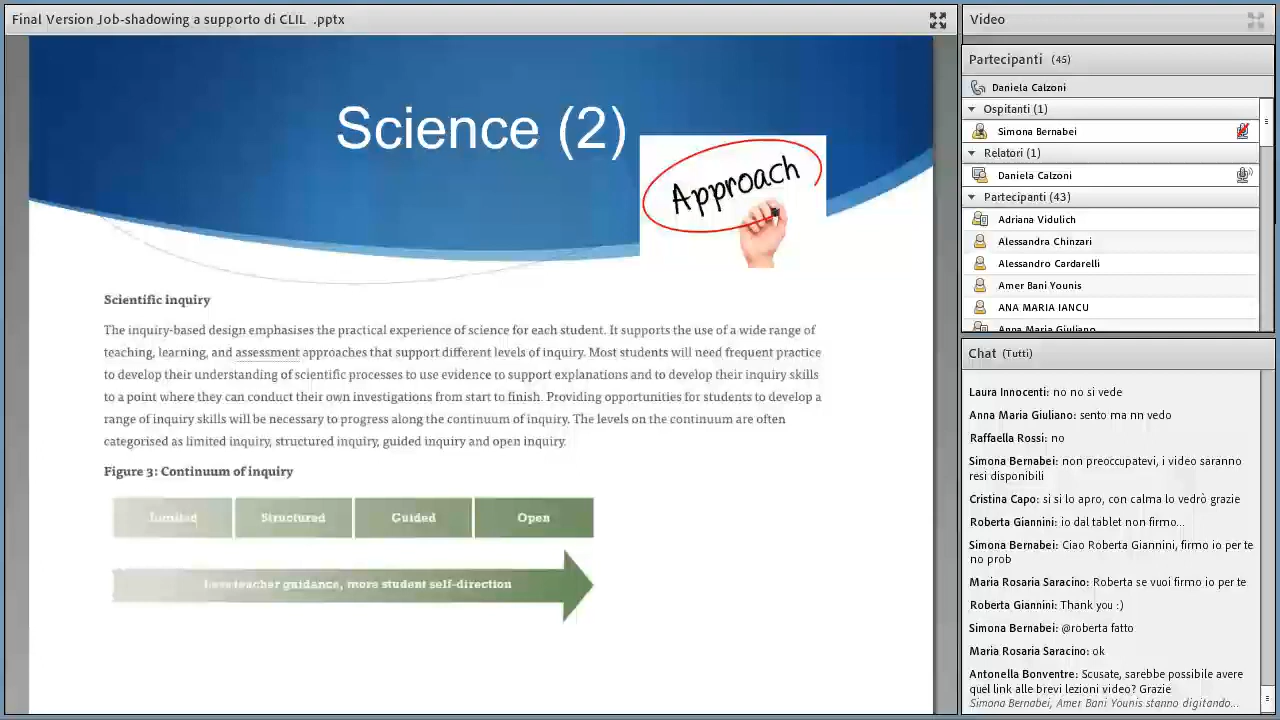 Final Version Job-shadowing a supporto di CLIL .pptx
Science (2)
Approach
Scientific inquiry
The inquiry-based design emphasises the practical experience of science for each student. It supports the use of a wide range of
teaching, learning, and assessment approaches that support different levels of inquiry. Most students will need frequent practice
to develop their understanding of scientific processes to use evidence to support explanations and to develop their inquiry skills
to a point where they can conduct their own investigations from start to finish. Providing opportunities for students to develop a
range of inquiry skills will be necessary to progress along the continuum of inquiry. The levels on the continuum are often
categorised as limited inquiry, structured inquiry, guided inquiry and open inquiry.
Figure 3: Continuum of inquiry
Limited Structured Guided Open
Less teacher guidance, more student self-direction
Video
Partecipanti (45)
Daniela Calzoni
Ospitanti (1)
Simona Bernabei
Relatori (1)
Daniela Calzoni
Partecipanti (43)
Adriana Vidulich
Alessandra Chinzari
Alessandro Cardarelli
Amer Bani Younis
ANA MARIA IANCU
Anna Maria Giuliano
Chat (Tutti)
Laura Innocenti: no no si vede
Anna Maria Giuliano: sento ma nn vedo
Raffaella Rossi: no
Simona Bernabei: non preoccupatevi, i video saranno
resi disponibili
Cristina Capo: si si lo apro, con calma lo vedrò grazie
Roberta Giannini: io dal tablet non firmo...
Simona Bernabei: Ciao Roberta Giannini, firmo io per te
no prob
Maria Rosaria Saracino: Roberta se vuoi firmo io per te
Roberta Giannini: Thank you :)
Simona Bernabei: @roberta fatto
Maria Rosaria Saracino: ok
Antonella Bonventre: Scusate, sarebbe possibile avere
quel link alle brevi lezioni video? Grazie
Simona Bernabei, Amer Bani Younis stanno digitando...